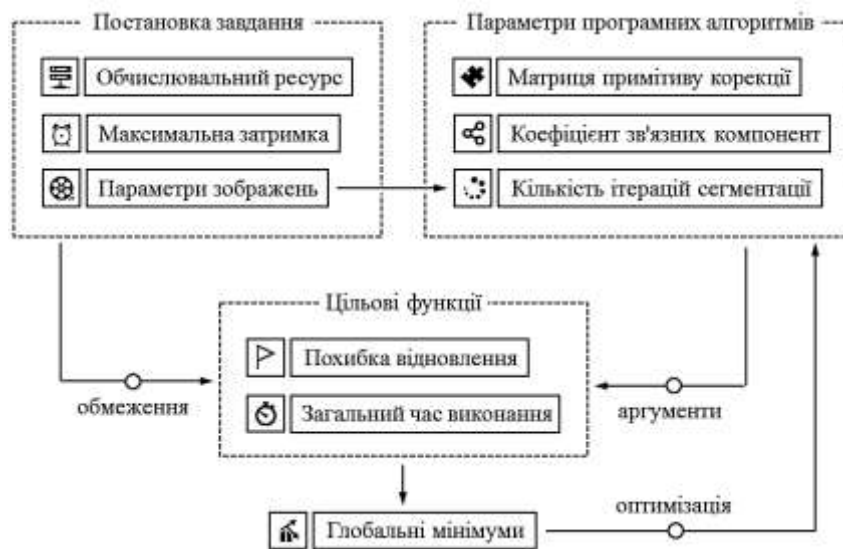 Постановка завдання
Обчислювальний ресурс
Максимальна затримка
Параметри зображень
Параметри програмних алгоритмів
Матриця примітиву корекції
Коефіцієнт зв'язних компонент
Кількість ітерацій сегментації
Цільові функції
Похибка відновлення
Загальний час виконання
обмеження
аргументи
Глобальні мінімуми
оптимізація